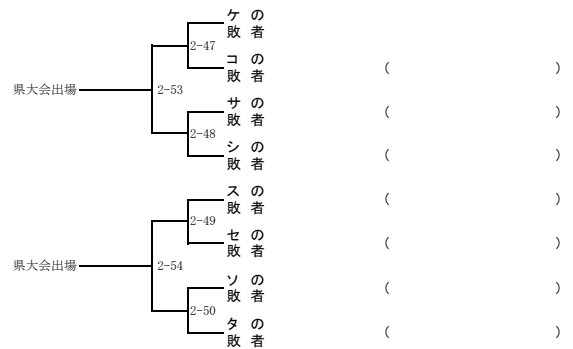 ケ の
敗 者
2-47
コ の
敗 者
( )
県大会出場
2-53
サ の
敗 者
( )
2-48
シ の
敗 者
( )
ス の
敗 者
( )
2-49
セ の
敗 者
( )
県大会出場
2-54
ソ の
敗 者
( )
2-50
タ の
敗 者
( )